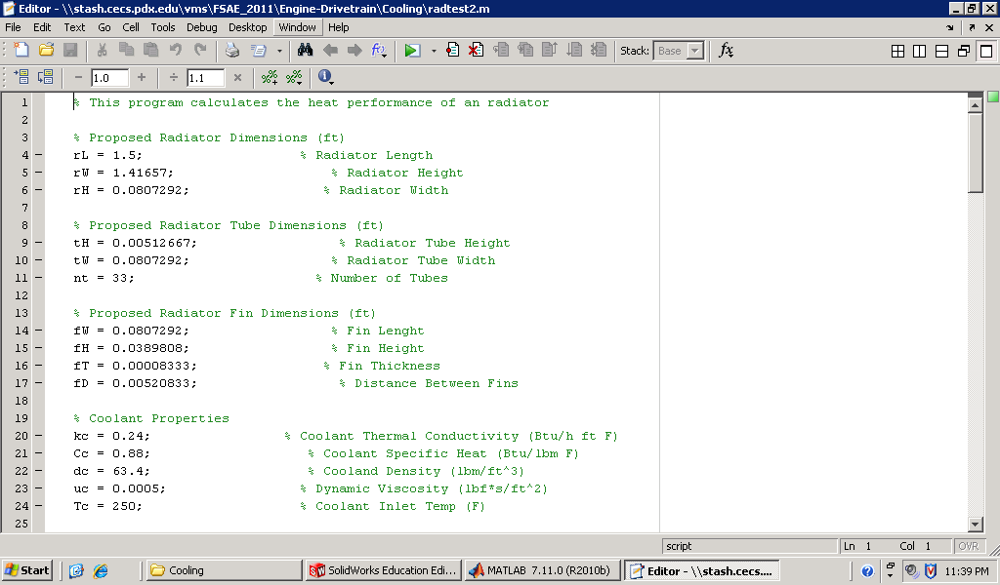 Editor - \\stash.cecs.pdx.edu\vms\FSAE_2011\Engine-Drivetrain\Cooling\radtest2.m
File Edit Text Go Cell Tools Debug Desktop Window Help
Stack: Base fx
1.0 1.1
1 % This program calculates the heat performance of an radiator
2
3 % Proposed Radiator Dimensions (ft)
4 rL = 1.5; % Radiator Length
5 rW = 1.41657; % Radiator Height
6 rH = 0.0807292; % Radiator Width
7
8 % Proposed Radiator Tube Dimensions (ft)
9 tH = 0.00512667; % Radiator Tube Height
10 tW = 0.0807292; % Radiator Tube Width
11 nt = 33; % Number of Tubes
12
13 % Proposed Radiator Fin Dimensions (ft)
14 fW = 0.0807292; % Fin Lenght
15 fH = 0.0389808; % Fin Height
16 fT = 0.00008333; % Fin Thickness
17 fD = 0.00520833; % Distance Between Fins
18
19 % Coolant Properties
20 kc = 0.24; % Coolant Thermal Conductivity (Btu/h ft F)
21 Cc = 0.88; % Coolant Specific Heat (Btu/lbm F)
22 dc = 63.4; % Cooland Density (lbm/ft^3)
23 uc = 0.0005; % Dynamic Viscosity (lbf*s/ft^2)
24 Tc = 250; % Coolant Inlet Temp (F)
25
script Ln 1 Col 1 OVR
Start Cooling SolidWorks Education Edi... MATLAB 7.11.0 (R2010b) Editor - \\stash.cecs.... 11:39 PM